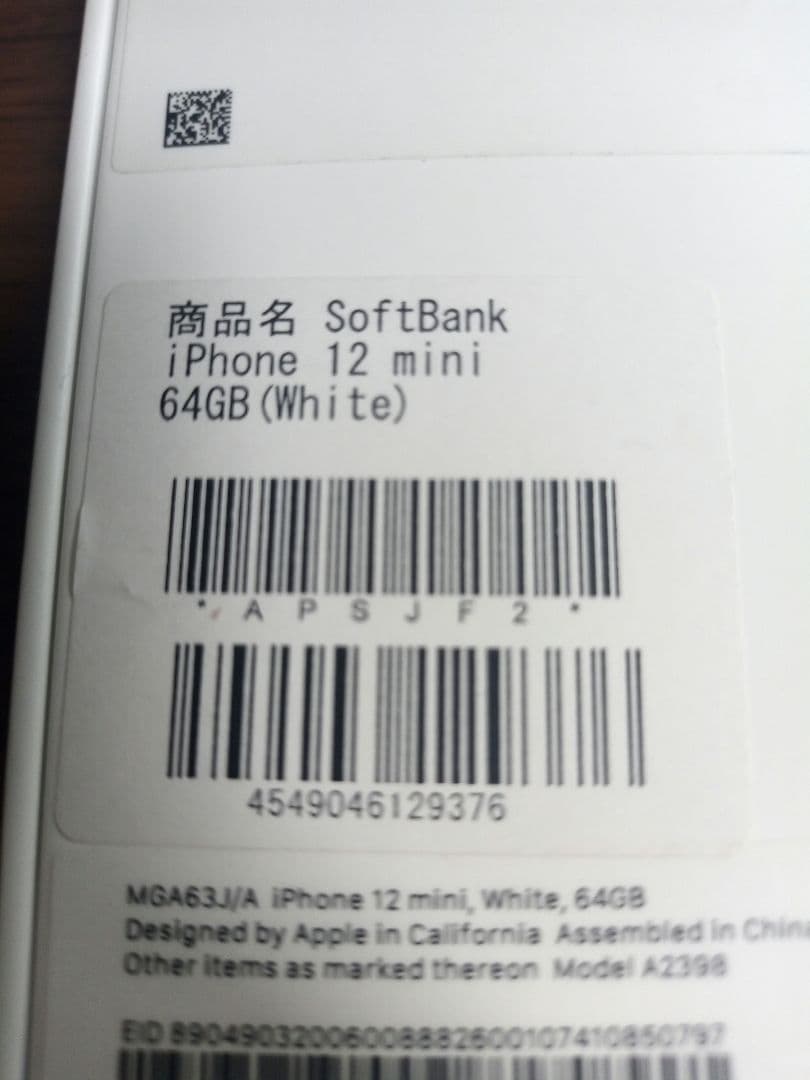 商品名 SoftBank
iPhone 12 mini
64GB(White)
*APSJF2*
4549046129376
MGA63J/A iPhone 12 mini, White, 64GB
Designed by Apple in California Assembled in China
Other items as marked thereon Model A2398
EID 89049032006008882600107410850797